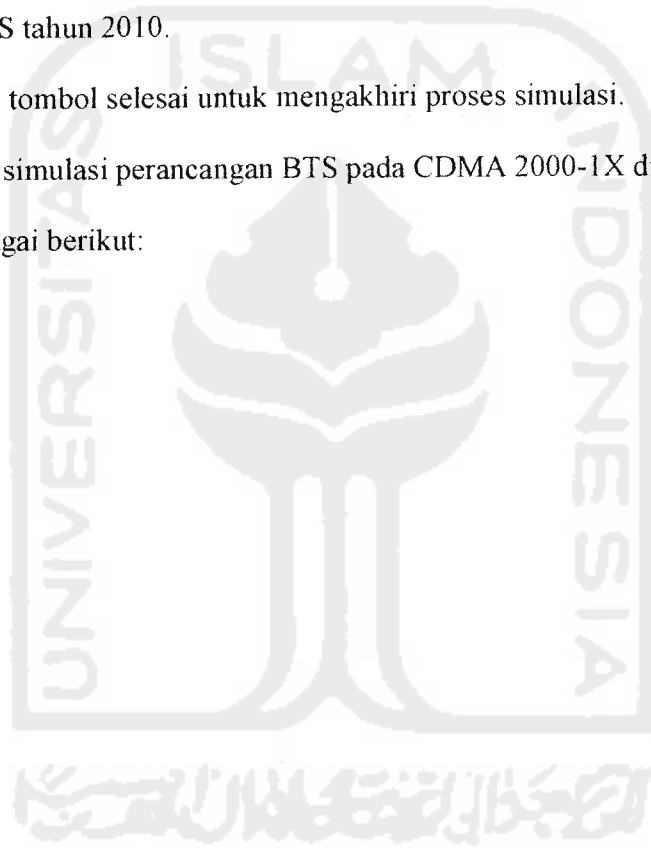 S tahun 2010.
tombol selesai untuk mengakhiri proses simulasi.
simulasi perancangan BTS pada CDMA 2000-1X d
gai berikut:
ISLAM
UNIVERSITAS
INDONESIA